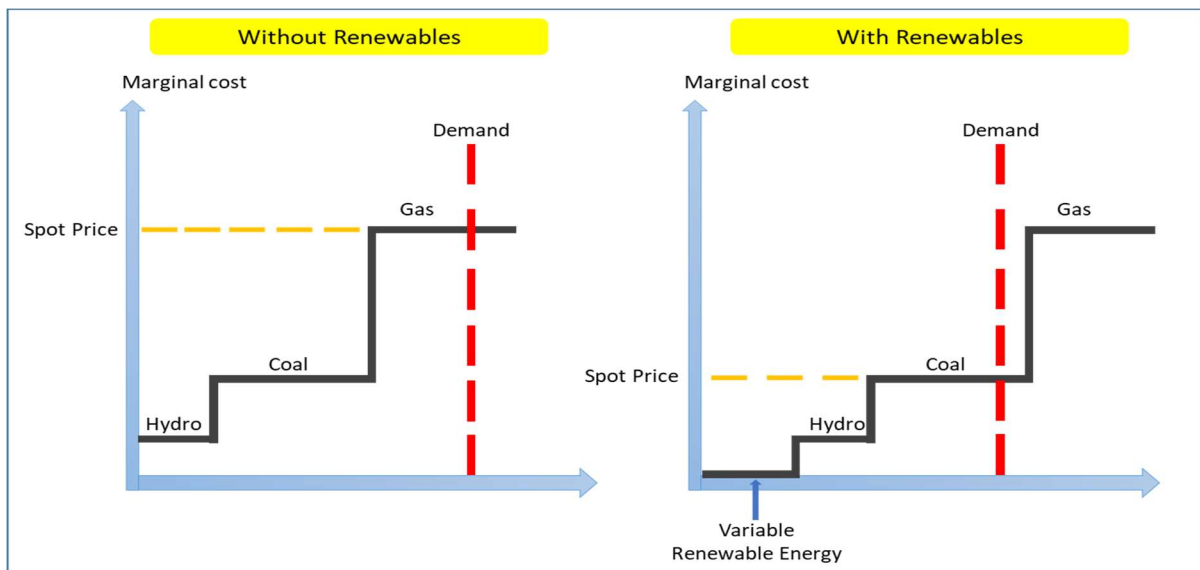 Without Renewables
Marginal cost
Demand
Gas
Spot Price
Coal
Hydro
With Renewables
Marginal cost
Demand
Gas
Spot Price
Coal
Hydro
Variable
Renewable Energy